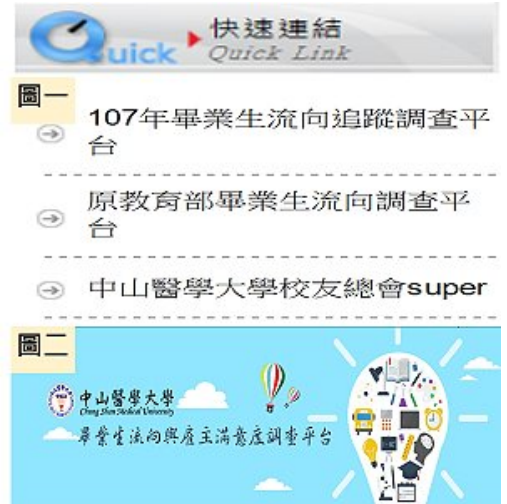 Quick
快速連結
Quick Link
圖一
107年畢業生流向追蹤調查平
台
原教育部畢業生流向調查平
台
中山醫學大學校友總會super
圖二
中山醫學大學
Chung Shan Medical University
畢業生流向與雇主滿意度調查平台